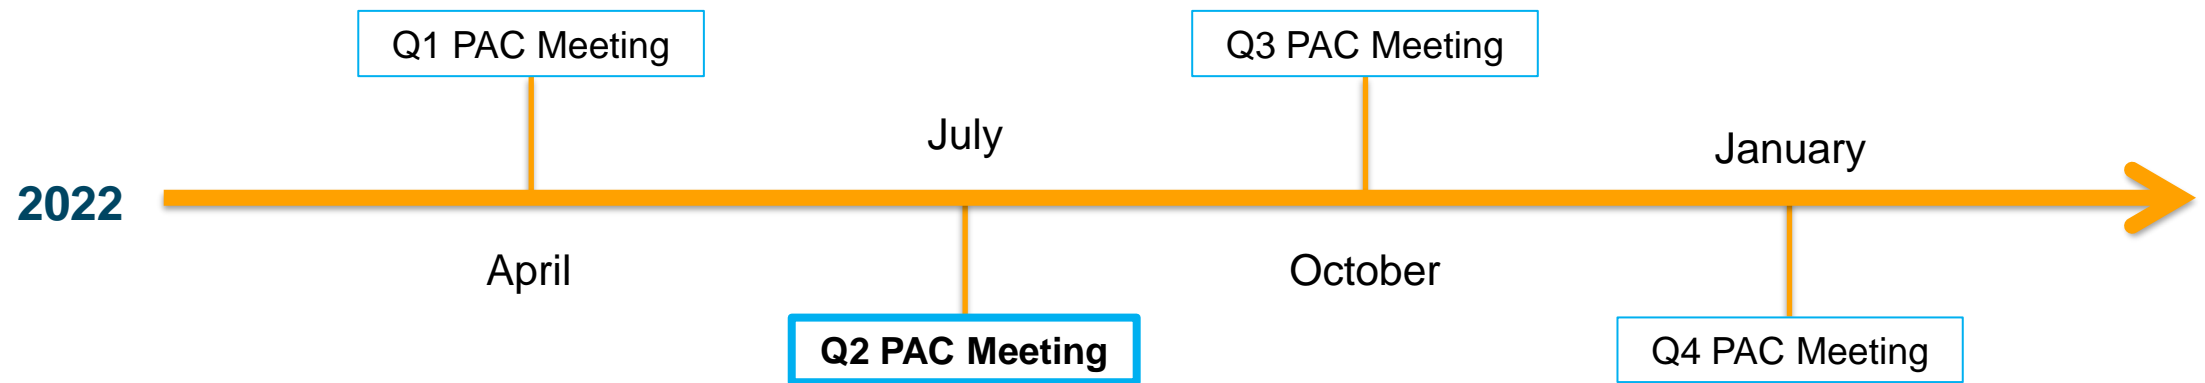 Q1 PAC Meeting
Q3 PAC Meeting
July
January
2022
April
October
Q2 PAC Meeting
Q4 PAC Meeting